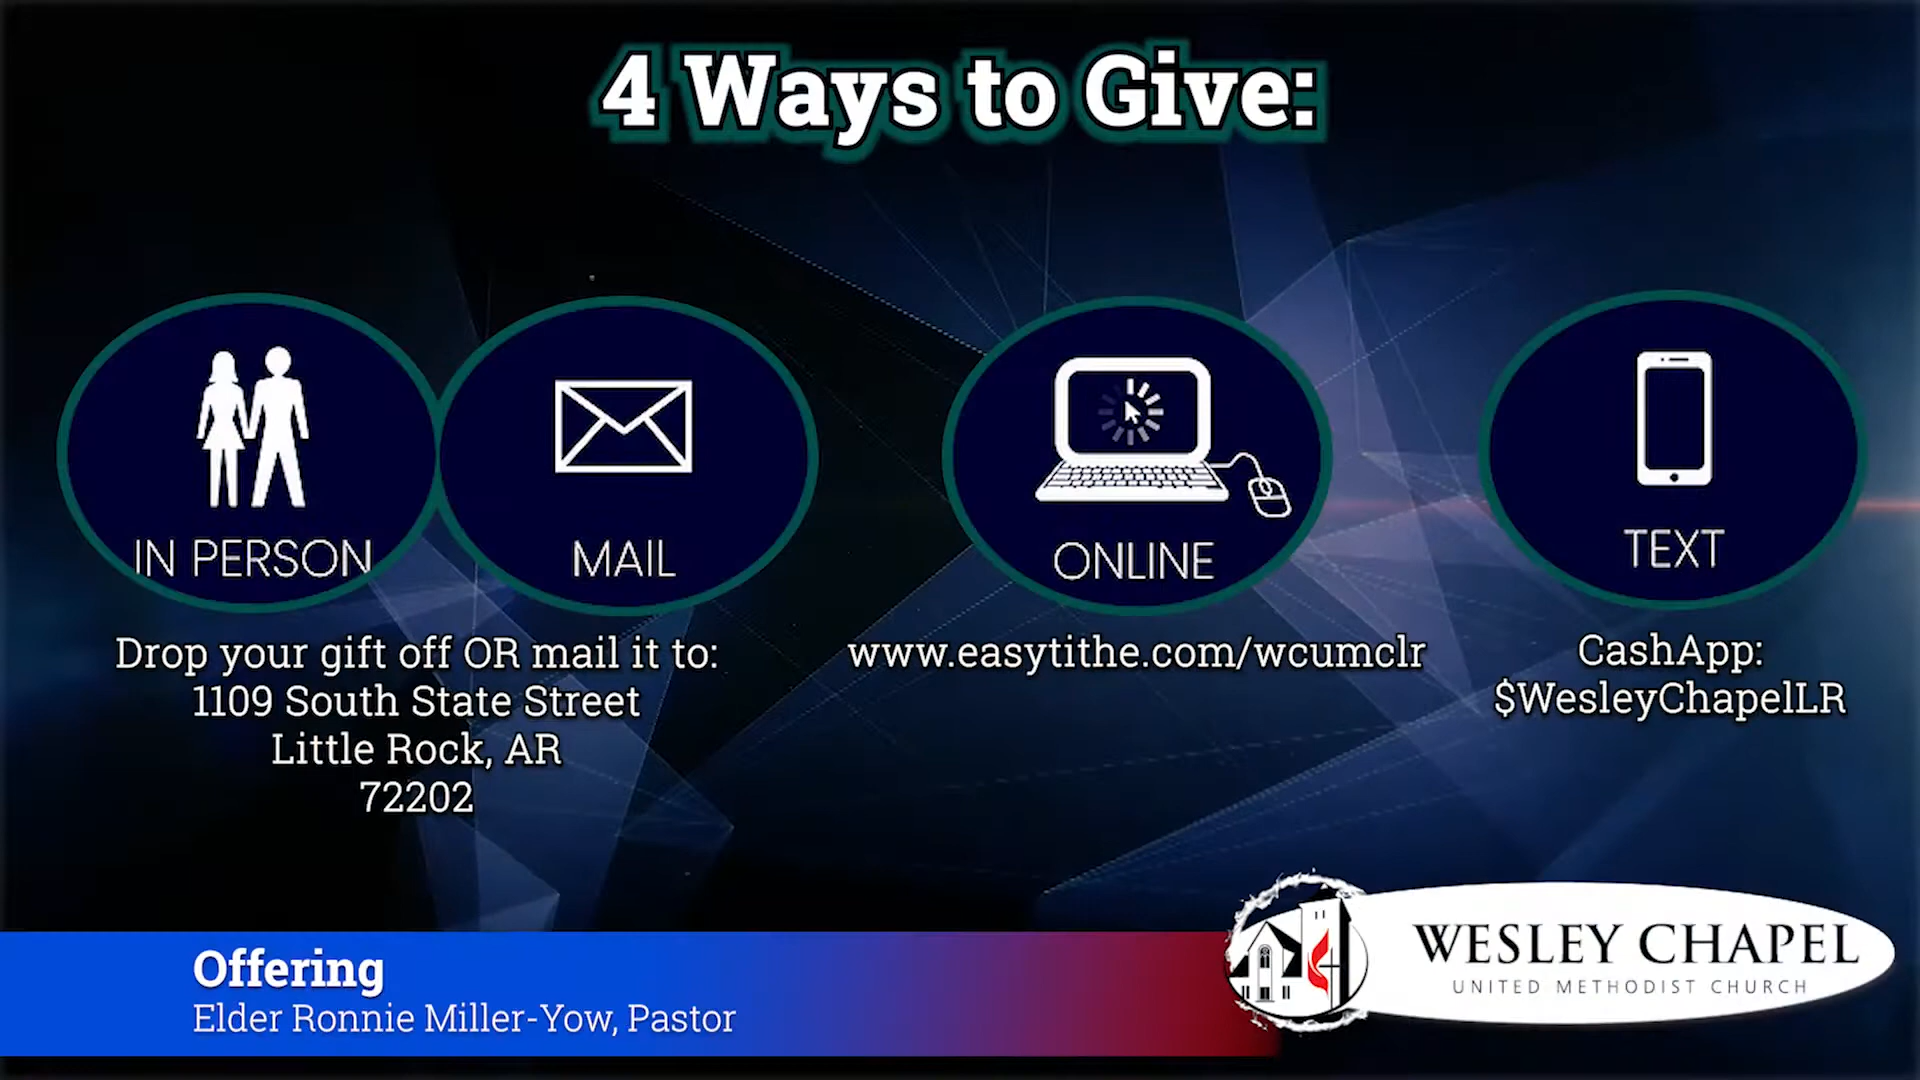 4 Ways to Give:
IN PERSON
MAIL
ONLINE
TEXT
Drop your gift off OR mail it to:
1109 South State Street
Little Rock, AR
72202
www.easytithe.com/wcumclr
CashApp:
$WesleyChapelLR
Offering
Elder Ronnie Miller-Yow, Pastor
WESLEY CHAPEL
UNITED METHODIST CHURCH